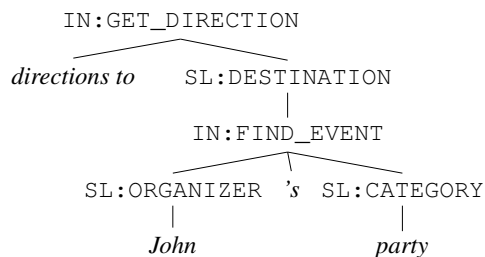 IN:GET_DIRECTION
directions to SL:DESTINATION
IN:FIND_EVENT
SL:ORGANIZER 's SL:CATEGORY
John party